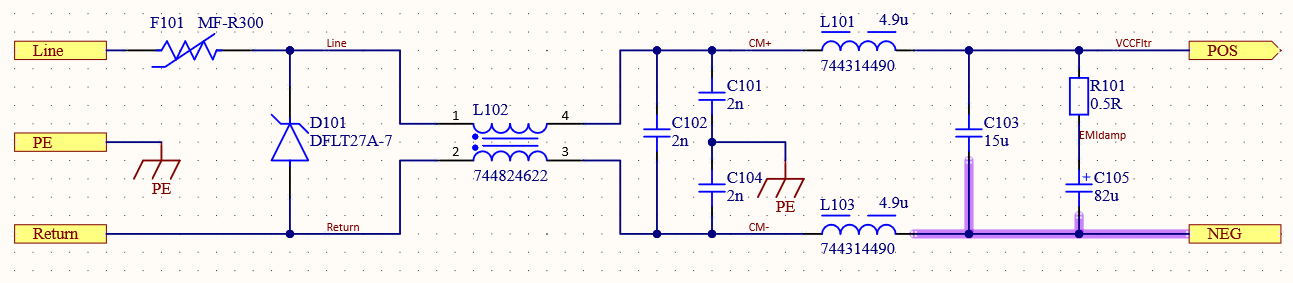 F101 MF-R300
L101 4.9u
Line
Line
CM+
VCCFltr
POS
744314490
C101
2n
R101
0.5R
L102
1
4
D101
DFLT27A-7
C102
2n
C103
15u
EMIdamp
PE
2
3
PE
744824622
C104
2n
+
C105
82u
PE
L103 4.9u
Return
Return
CM-
NEG
744314490